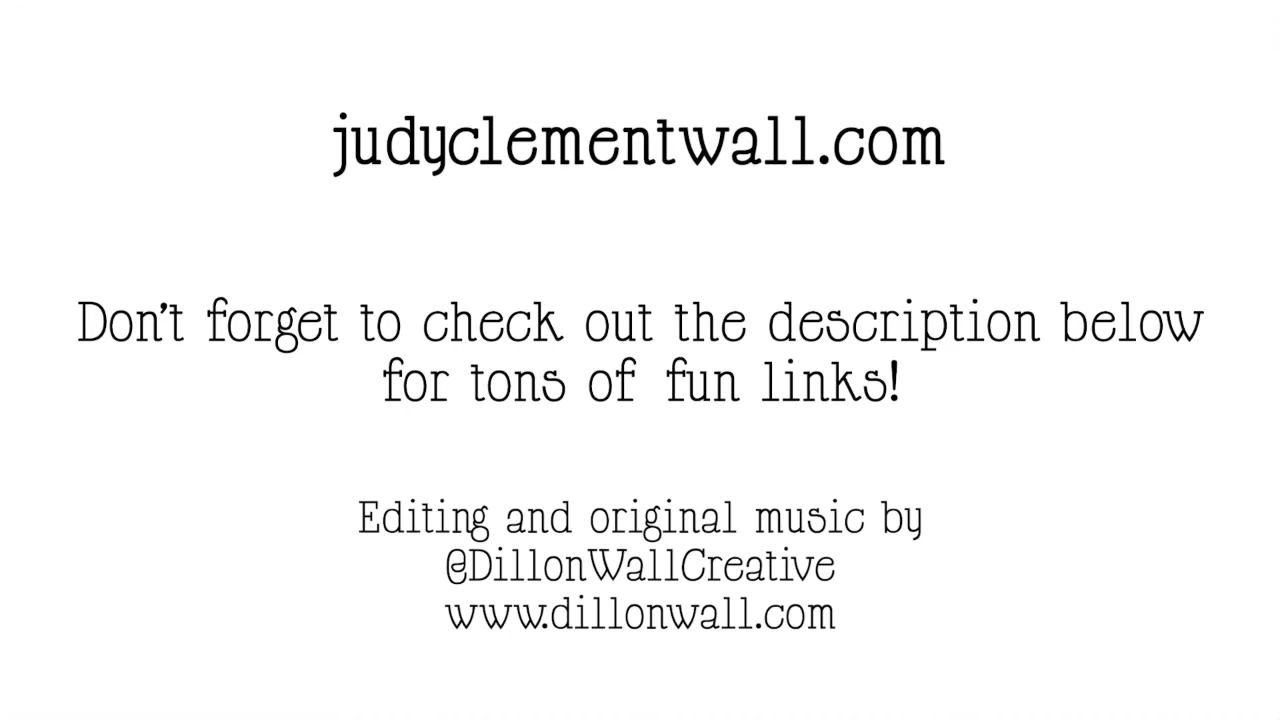 judyclementwall.com
Don't forget to check out the description below
for tons of fun links!
Editing and original music by
@DillonWallCreative
www.dillonwall.com